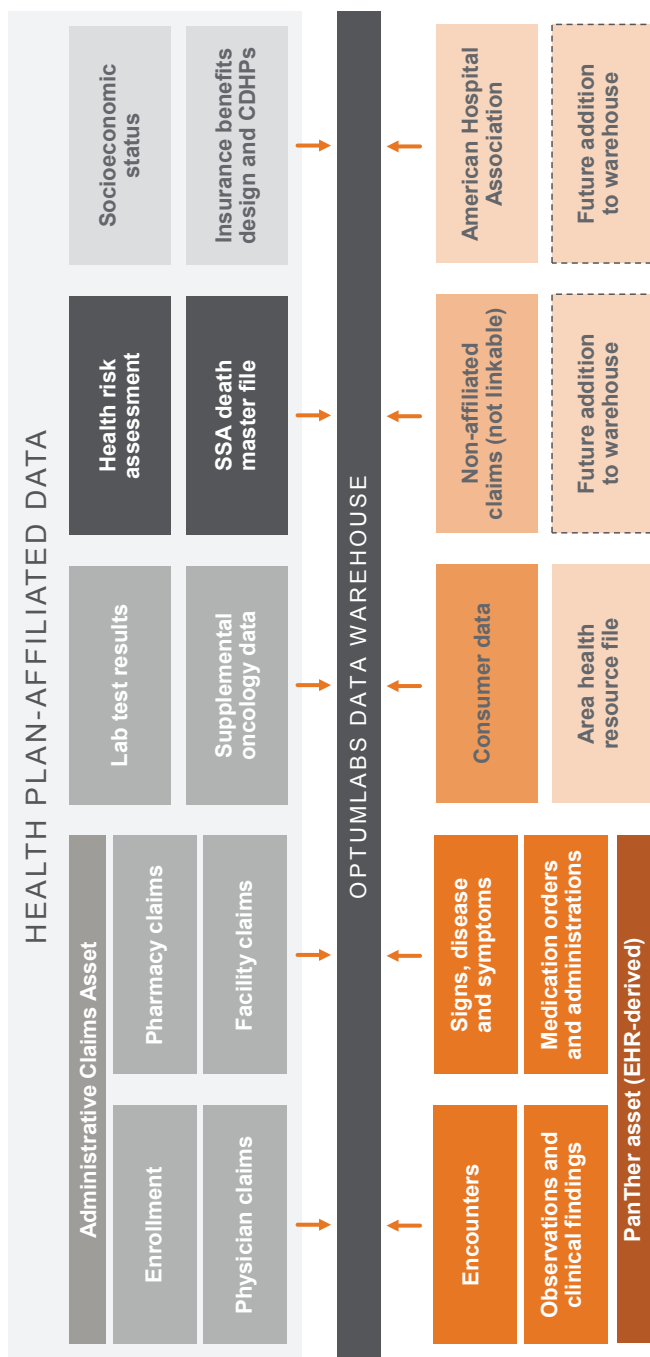 HEALTH PLAN-AFFILIATED DATA
Administrative Claims Asset
Enrollment
Pharmacy claims
Physician claims
Facility claims
Lab test results
Supplemental
oncology data
Health risk
assessment
SSA death
master file
Socioeconomic
status
Insurance benefits
design and CDHPs
OPTUMLABS DATA WAREHOUSE
Encounters
Signs, disease
and symptoms
Observations and
clinical findings
Medication orders
and administrations
PanTher asset (EHR-derived)
Consumer data
Area health
resource file
Non-affiliated
claims (not linkable)
Future addition
to warehouse
American Hospital
Association
Future addition
to warehouse